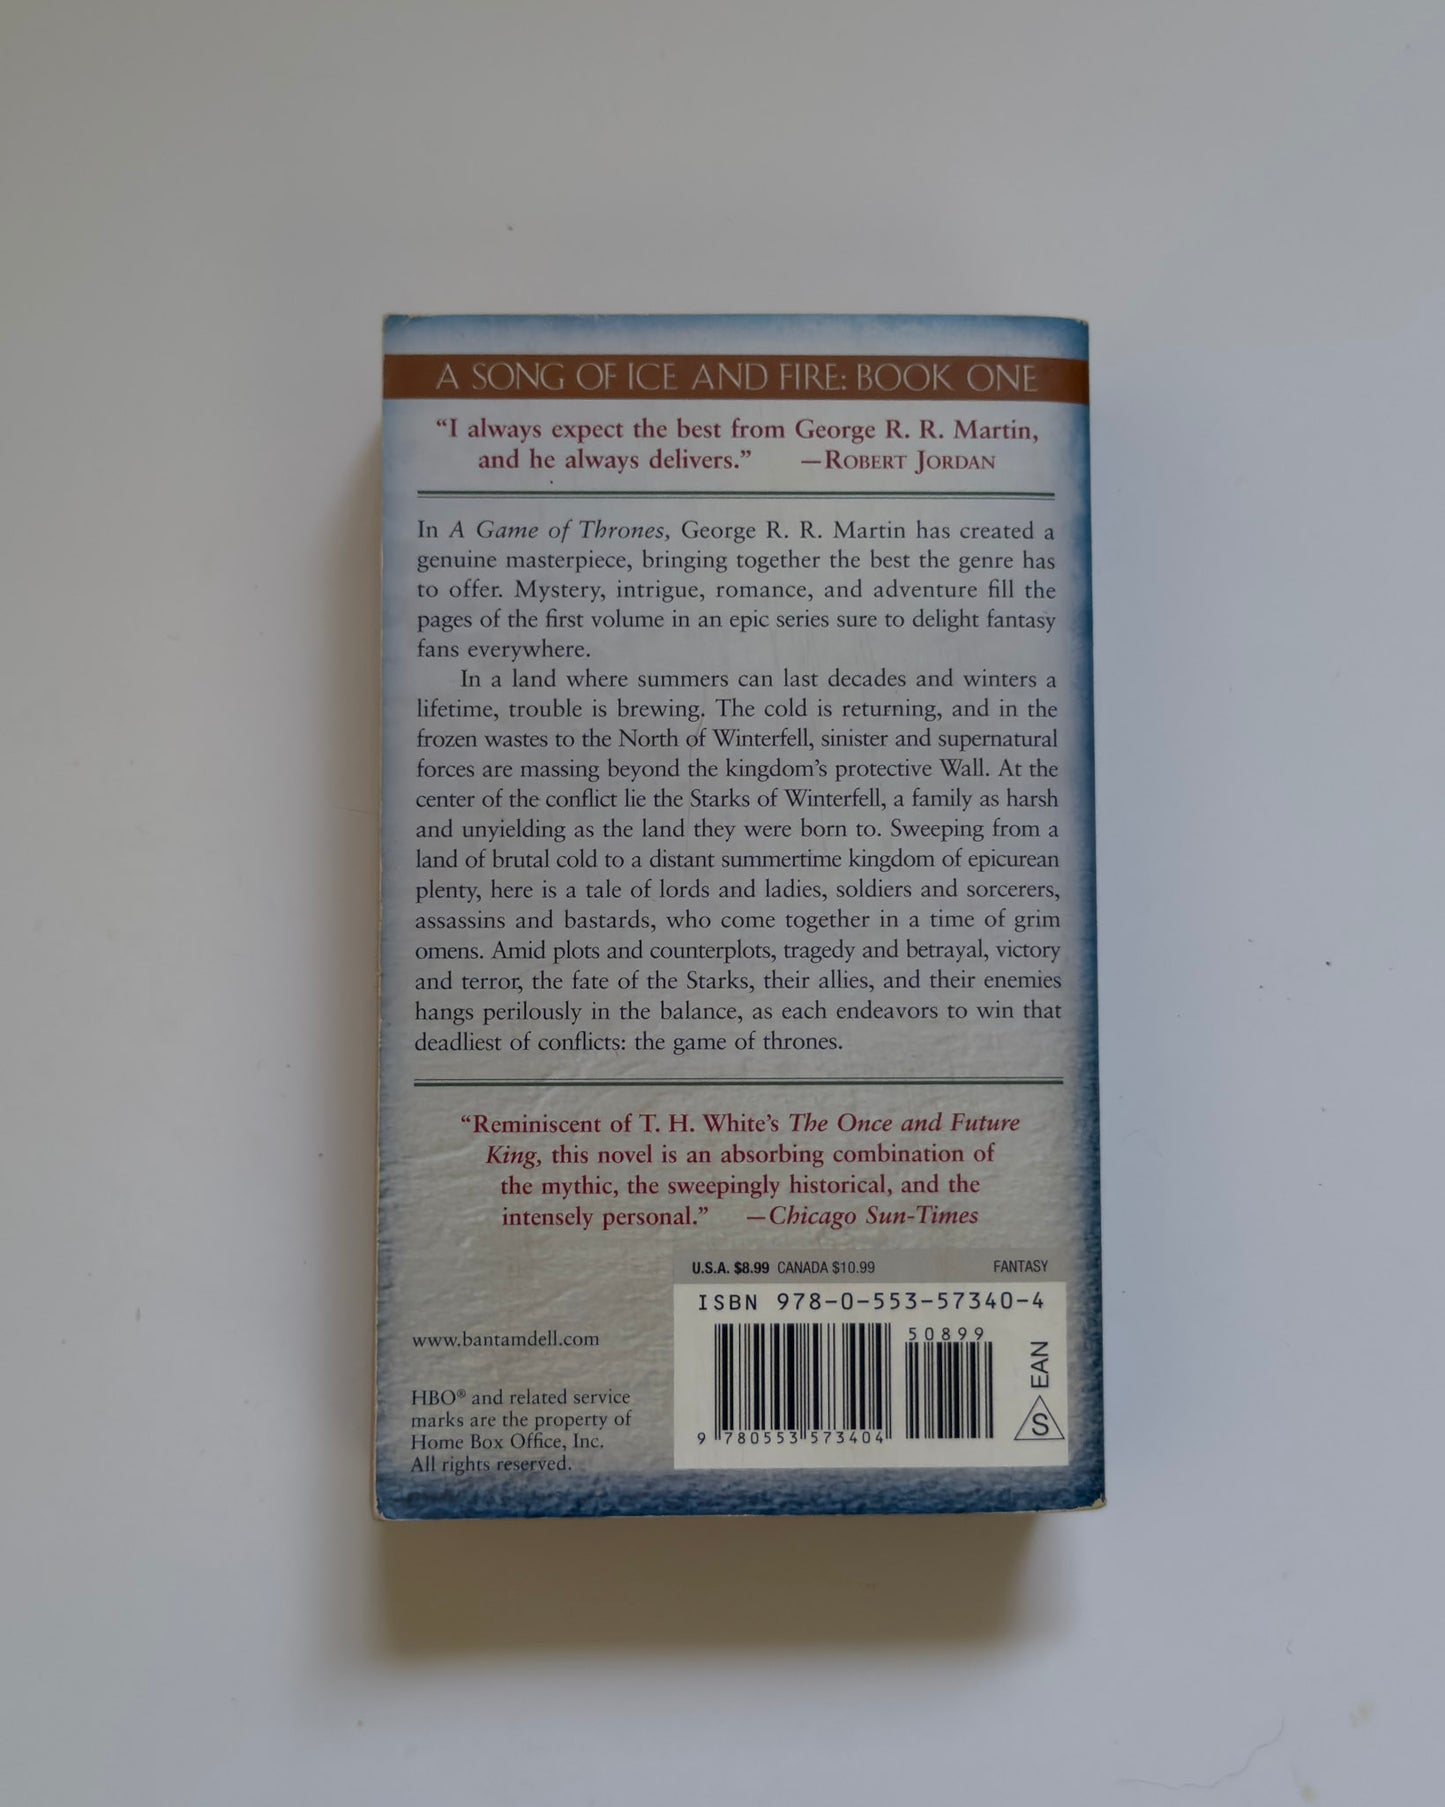 A SONG OF ICE AND FIRE: BOOK ONE
“I always expect the best from George R. R. Martin,
and he always delivers.” —ROBERT JORDAN
In A Game of Thrones, George R. R. Martin has created a
genuine masterpiece, bringing together the best the genre has
to offer. Mystery, intrigue, romance, and adventure fill the
pages of the first volume in an epic series sure to delight fantasy
fans everywhere.
In a land where summers can last decades and winters a
lifetime, trouble is brewing. The cold is returning, and in the
frozen wastes to the North of Winterfell, sinister and supernatural
forces are massing beyond the kingdom’s protective Wall. At the
center of the conflict lie the Starks of Winterfell, a family as harsh
and unyielding as the land they were born to. Sweeping from a
land of brutal cold to a distant summertime kingdom of epicurean
plenty, here is a tale of lords and ladies, soldiers and sorcerers,
assassins and bastards, who come together in a time of grim
omens. Amid plots and counterplots, tragedy and betrayal, victory
and terror, the fate of the Starks, their allies, and their enemies
hangs perilously in the balance, as each endeavors to win that
deadliest of conflicts: the game of thrones.
“Reminiscent of T. H. White’s The Once and Future
King, this novel is an absorbing combination of
the mythic, the sweepingly historical, and the
intensely personal.” —Chicago Sun-Times
U.S.A. $8.99 CANADA $10.99 FANTASY
ISBN 978-0-553-57340-4
50899
EAN
S
9 780553 573404
www.bantamdell.com
HBO® and related service
marks are the property of
Home Box Office, Inc.
All rights reserved.